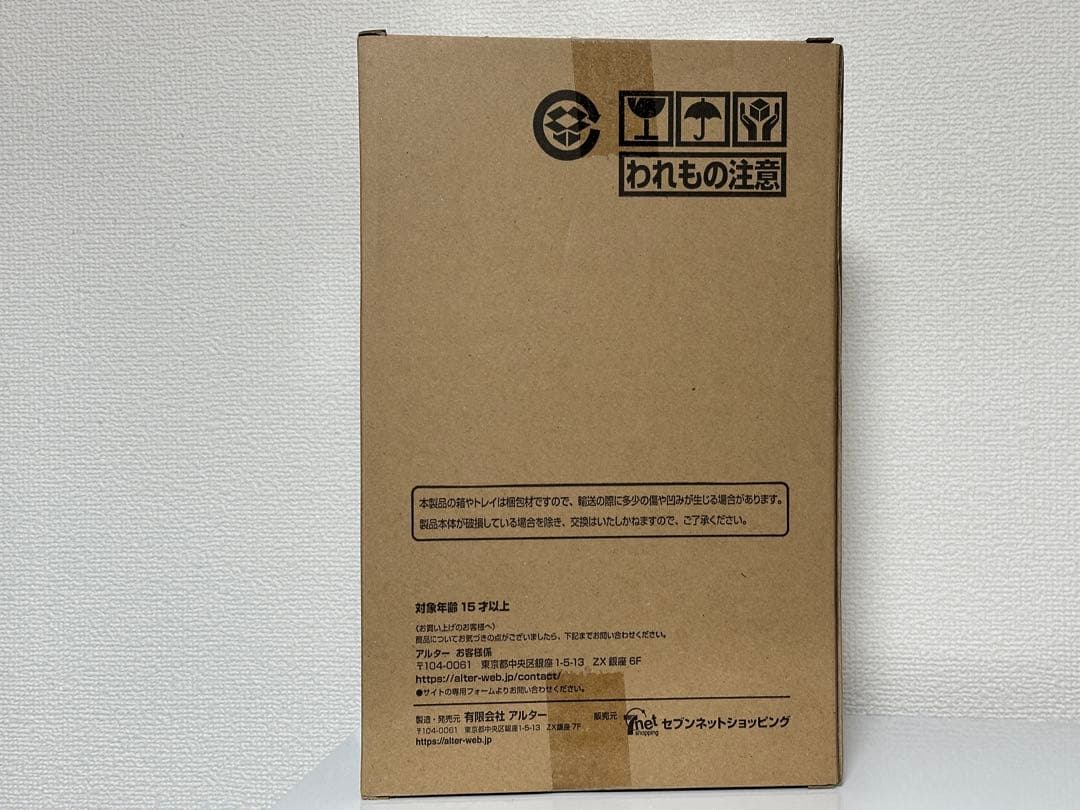 われもの注意
本製品の箱やトレイは梱包材ですので、輸送の際に多少の傷や凹みが生じる場合があります。
製品本体が破損している場合を除き、交換はいたしかねますので、ご了承ください。
対象年齢 15 才以上
〈お買い上げのお客様へ〉
商品についてお気づきの点がございましたら、下記までお問い合わせください。
アルター お客様係
〒104-0061 東京都中央区銀座 1-5-13 ZX 銀座 6F
https://alter-web.jp/contact/
●サイトの専用フォームよりお問い合わせください。
製造・発売元 有限会社 アルター
〒104-0061 東京都中央区銀座1-5-13 ZX銀座 7F
https://alter-web.jp
販売元 7net shopping セブンネットショッピング